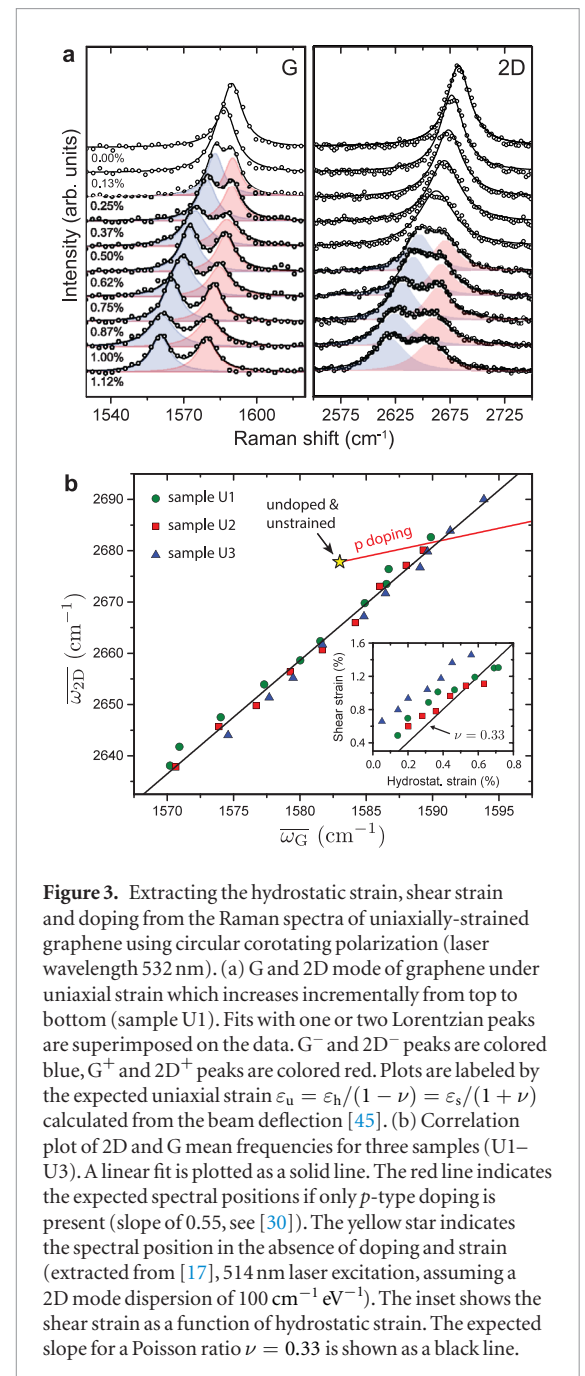 a
G
2D
Intensity (arb. units)
0.00%
0.13%
0.25%
0.37%
0.50%
0.62%
0.75%
0.87%
1.00%
1.12%
1540 1570 1600 2575 2625 2675 2725
Raman shift (cm⁻¹)
b
sample U1
sample U2
sample U3
undoped &
unstrained
p doping
2690
2680
2670
2660
2650
2640
ω2D (cm⁻¹)
Shear strain (%)
1.6
1.2
0.8
0.4
ν = 0.33
0.0 0.2 0.4 0.6 0.8
Hydrostat. strain (%)
1570 1575 1580 1585 1590 1595
ωG (cm⁻¹)
Figure 3. Extracting the hydrostatic strain, shear strain
and doping from the Raman spectra of uniaxially-strained
graphene using circular corotating polarization (laser
wavelength 532 nm). (a) G and 2D mode of graphene under
uniaxial strain which increases incrementally from top to
bottom (sample U1). Fits with one or two Lorentzian peaks
are superimposed on the data. G⁻ and 2D⁻ peaks are colored
blue, G⁺ and 2D⁺ peaks are colored red. Plots are labeled by
the expected uniaxial strain εu = εh/(1 − ν) = εs/(1 + ν)
calculated from the beam deflection [45]. (b) Correlation
plot of 2D and G mean frequencies for three samples (U1–
U3). A linear fit is plotted as a solid line. The red line indicates
the expected spectral positions if only p-type doping is
present (slope of 0.55, see [30]). The yellow star indicates
the spectral position in the absence of doping and strain
(extracted from [17], 514 nm laser excitation, assuming a
2D mode dispersion of 100 cm⁻¹ eV⁻¹). The inset shows the
shear strain as a function of hydrostatic strain. The expected
slope for a Poisson ratio ν = 0.33 is shown as a black line.